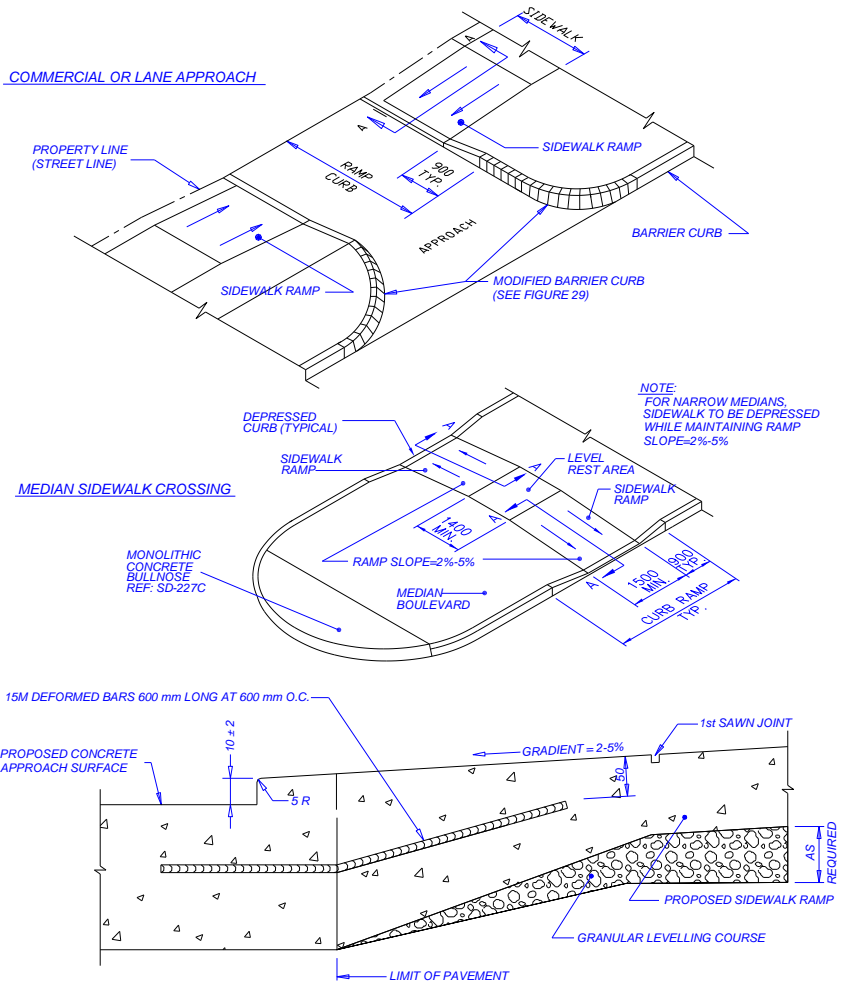 SIDEWALK
A
COMMERCIAL OR LANE APPROACH
A
SIDEWALK RAMP
PROPERTY LINE
(STREET LINE)
RAMP
CURB
900
TYP.
APPROACH
BARRIER CURB
SIDEWALK RAMP
MODIFIED BARRIER CURB
(SEE FIGURE 29)
NOTE:
FOR NARROW MEDIANS,
SIDEWALK TO BE DEPRESSED
WHILE MAINTAINING RAMP
SLOPE=2%-5%
DEPRESSED
CURB (TYPICAL)
A
SIDEWALK
RAMP
A
LEVEL
REST AREA
MEDIAN SIDEWALK CROSSING
SIDEWALK
RAMP
A
1400
MIN.
MONOLITHIC
CONCRETE
BULLNOSE
REF: SD-227C
RAMP SLOPE=2%-5%
MEDIAN
BOULEVARD
A
1500
MIN.
900
TYP.
CURB RAMP
TYP.
15M DEFORMED BARS 600 mm LONG AT 600 mm O.C.
1st SAWN JOINT
10 ± 2
GRADIENT = 2-5%
PROPOSED CONCRETE
APPROACH SURFACE
5 R
50
AS
REQUIRED
PROPOSED SIDEWALK RAMP
GRANULAR LEVELLING COURSE
LIMIT OF PAVEMENT